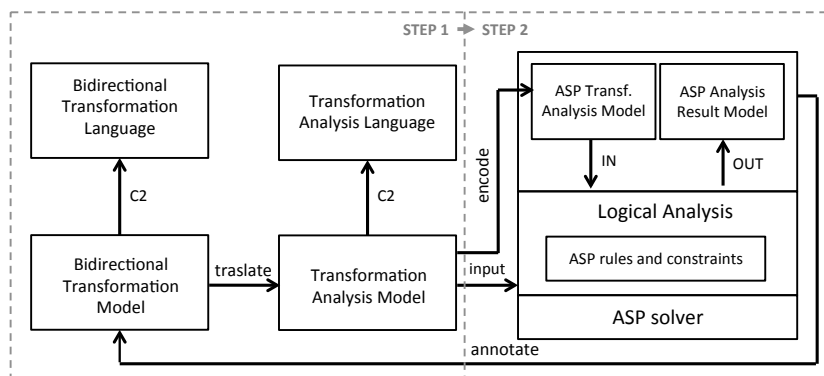 STEP 1 STEP 2
Bidirectional
Transformation
Language
Transformation
Analysis Language
ASP Transf.
Analysis Model
ASP Analysis
Result Model
C2
C2
encode
IN
OUT
Logical Analysis
ASP rules and constraints
Bidirectional
Transformation
Model
traslate
Transformation
Analysis Model
input
ASP solver
annotate